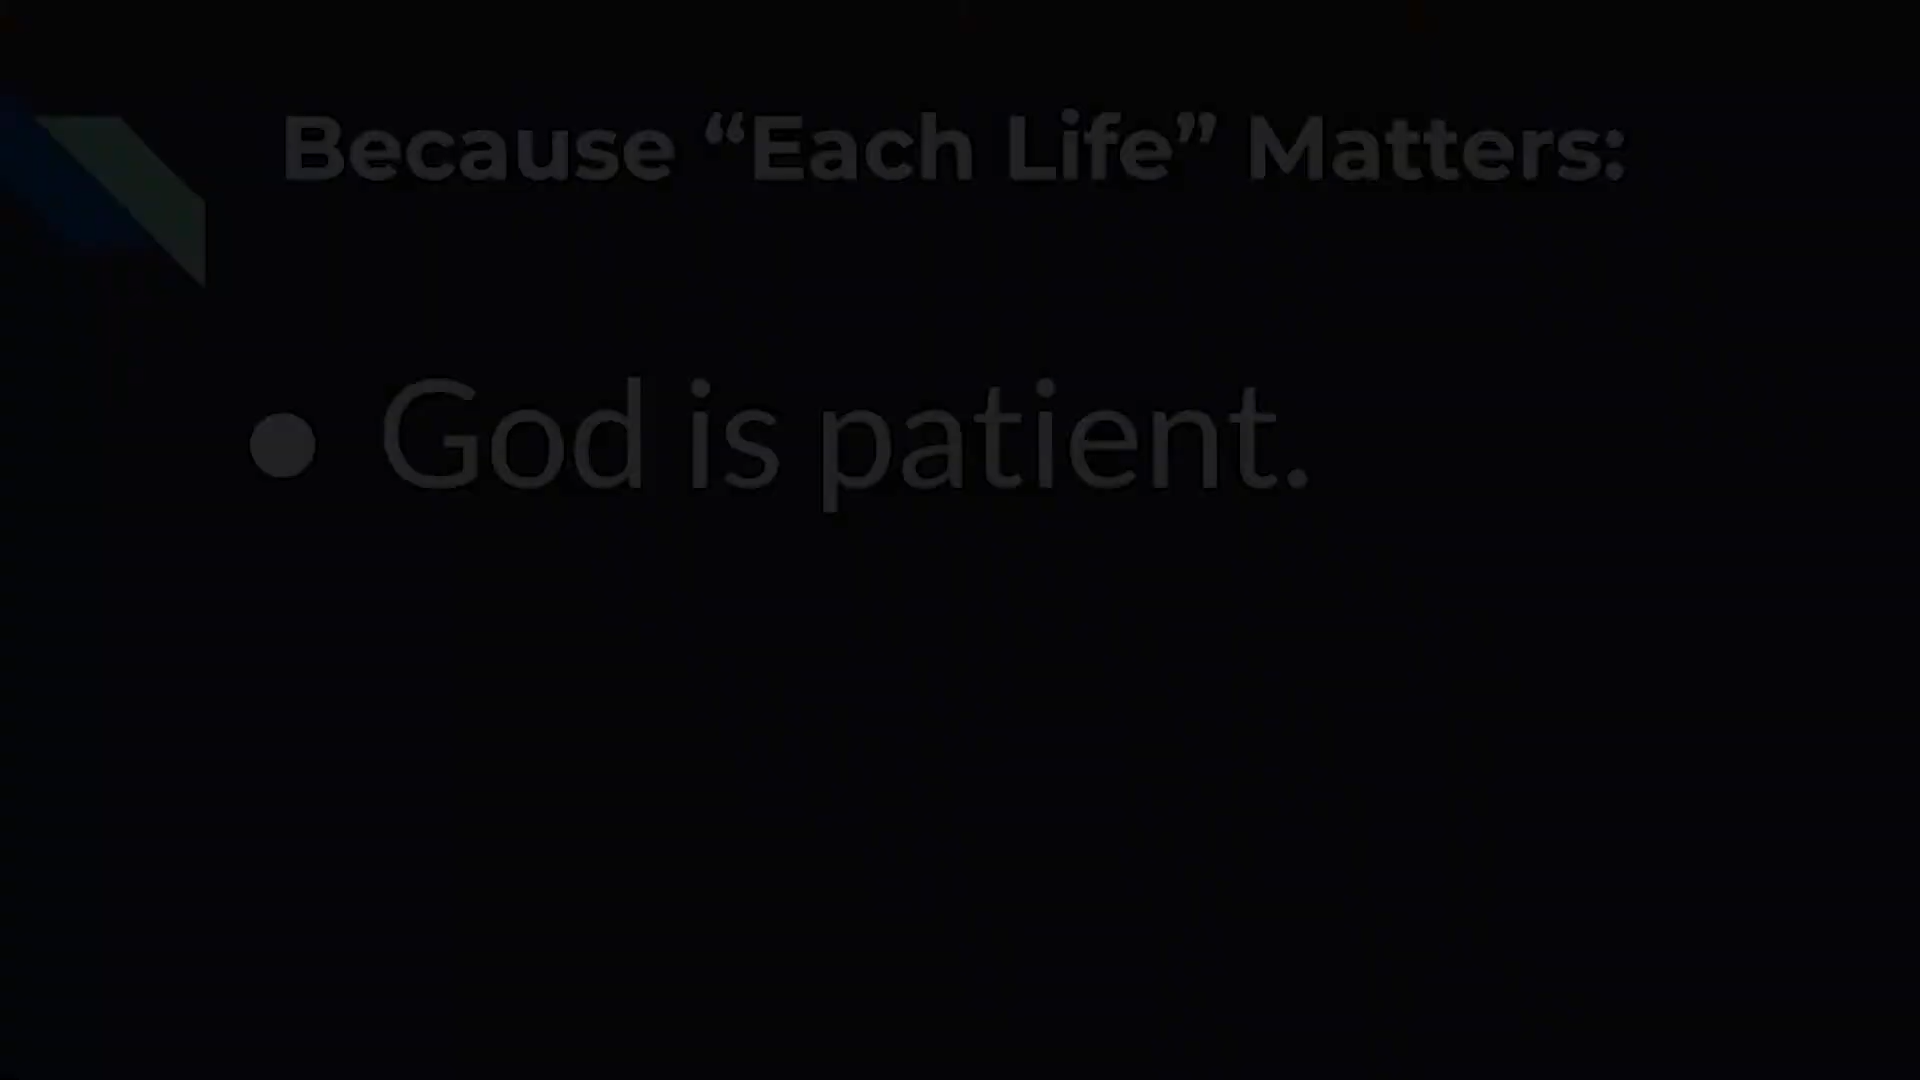 Because “Each Life” Matters:
● God is patient.